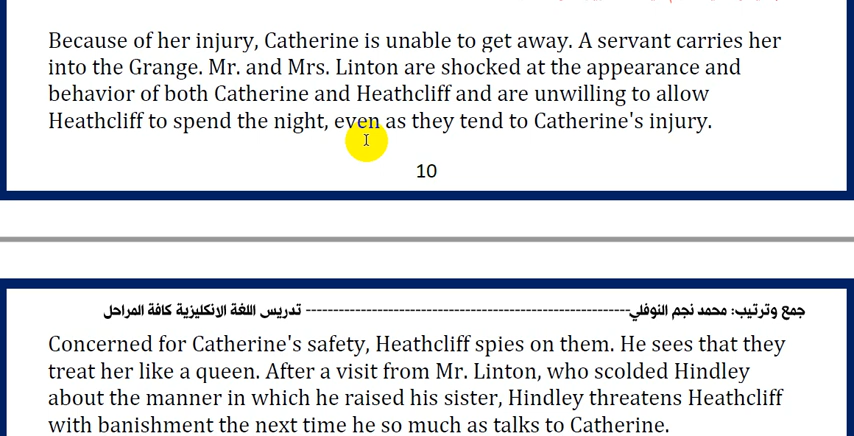 Because of her injury, Catherine is unable to get away. A servant carries her
into the Grange. Mr. and Mrs. Linton are shocked at the appearance and
behavior of both Catherine and Heathcliff and are unwilling to allow
Heathcliff to spend the night, even as they tend to Catherine's injury.
10
جمع وترتيب: محمد نجم النوفلي------------------------------------------------------------ تدريس اللغة الانكليزية كافة المراحل
Concerned for Catherine's safety, Heathcliff spies on them. He sees that they
treat her like a queen. After a visit from Mr. Linton, who scolded Hindley
about the manner in which he raised his sister, Hindley threatens Heathcliff
with banishment the next time he so much as talks to Catherine.